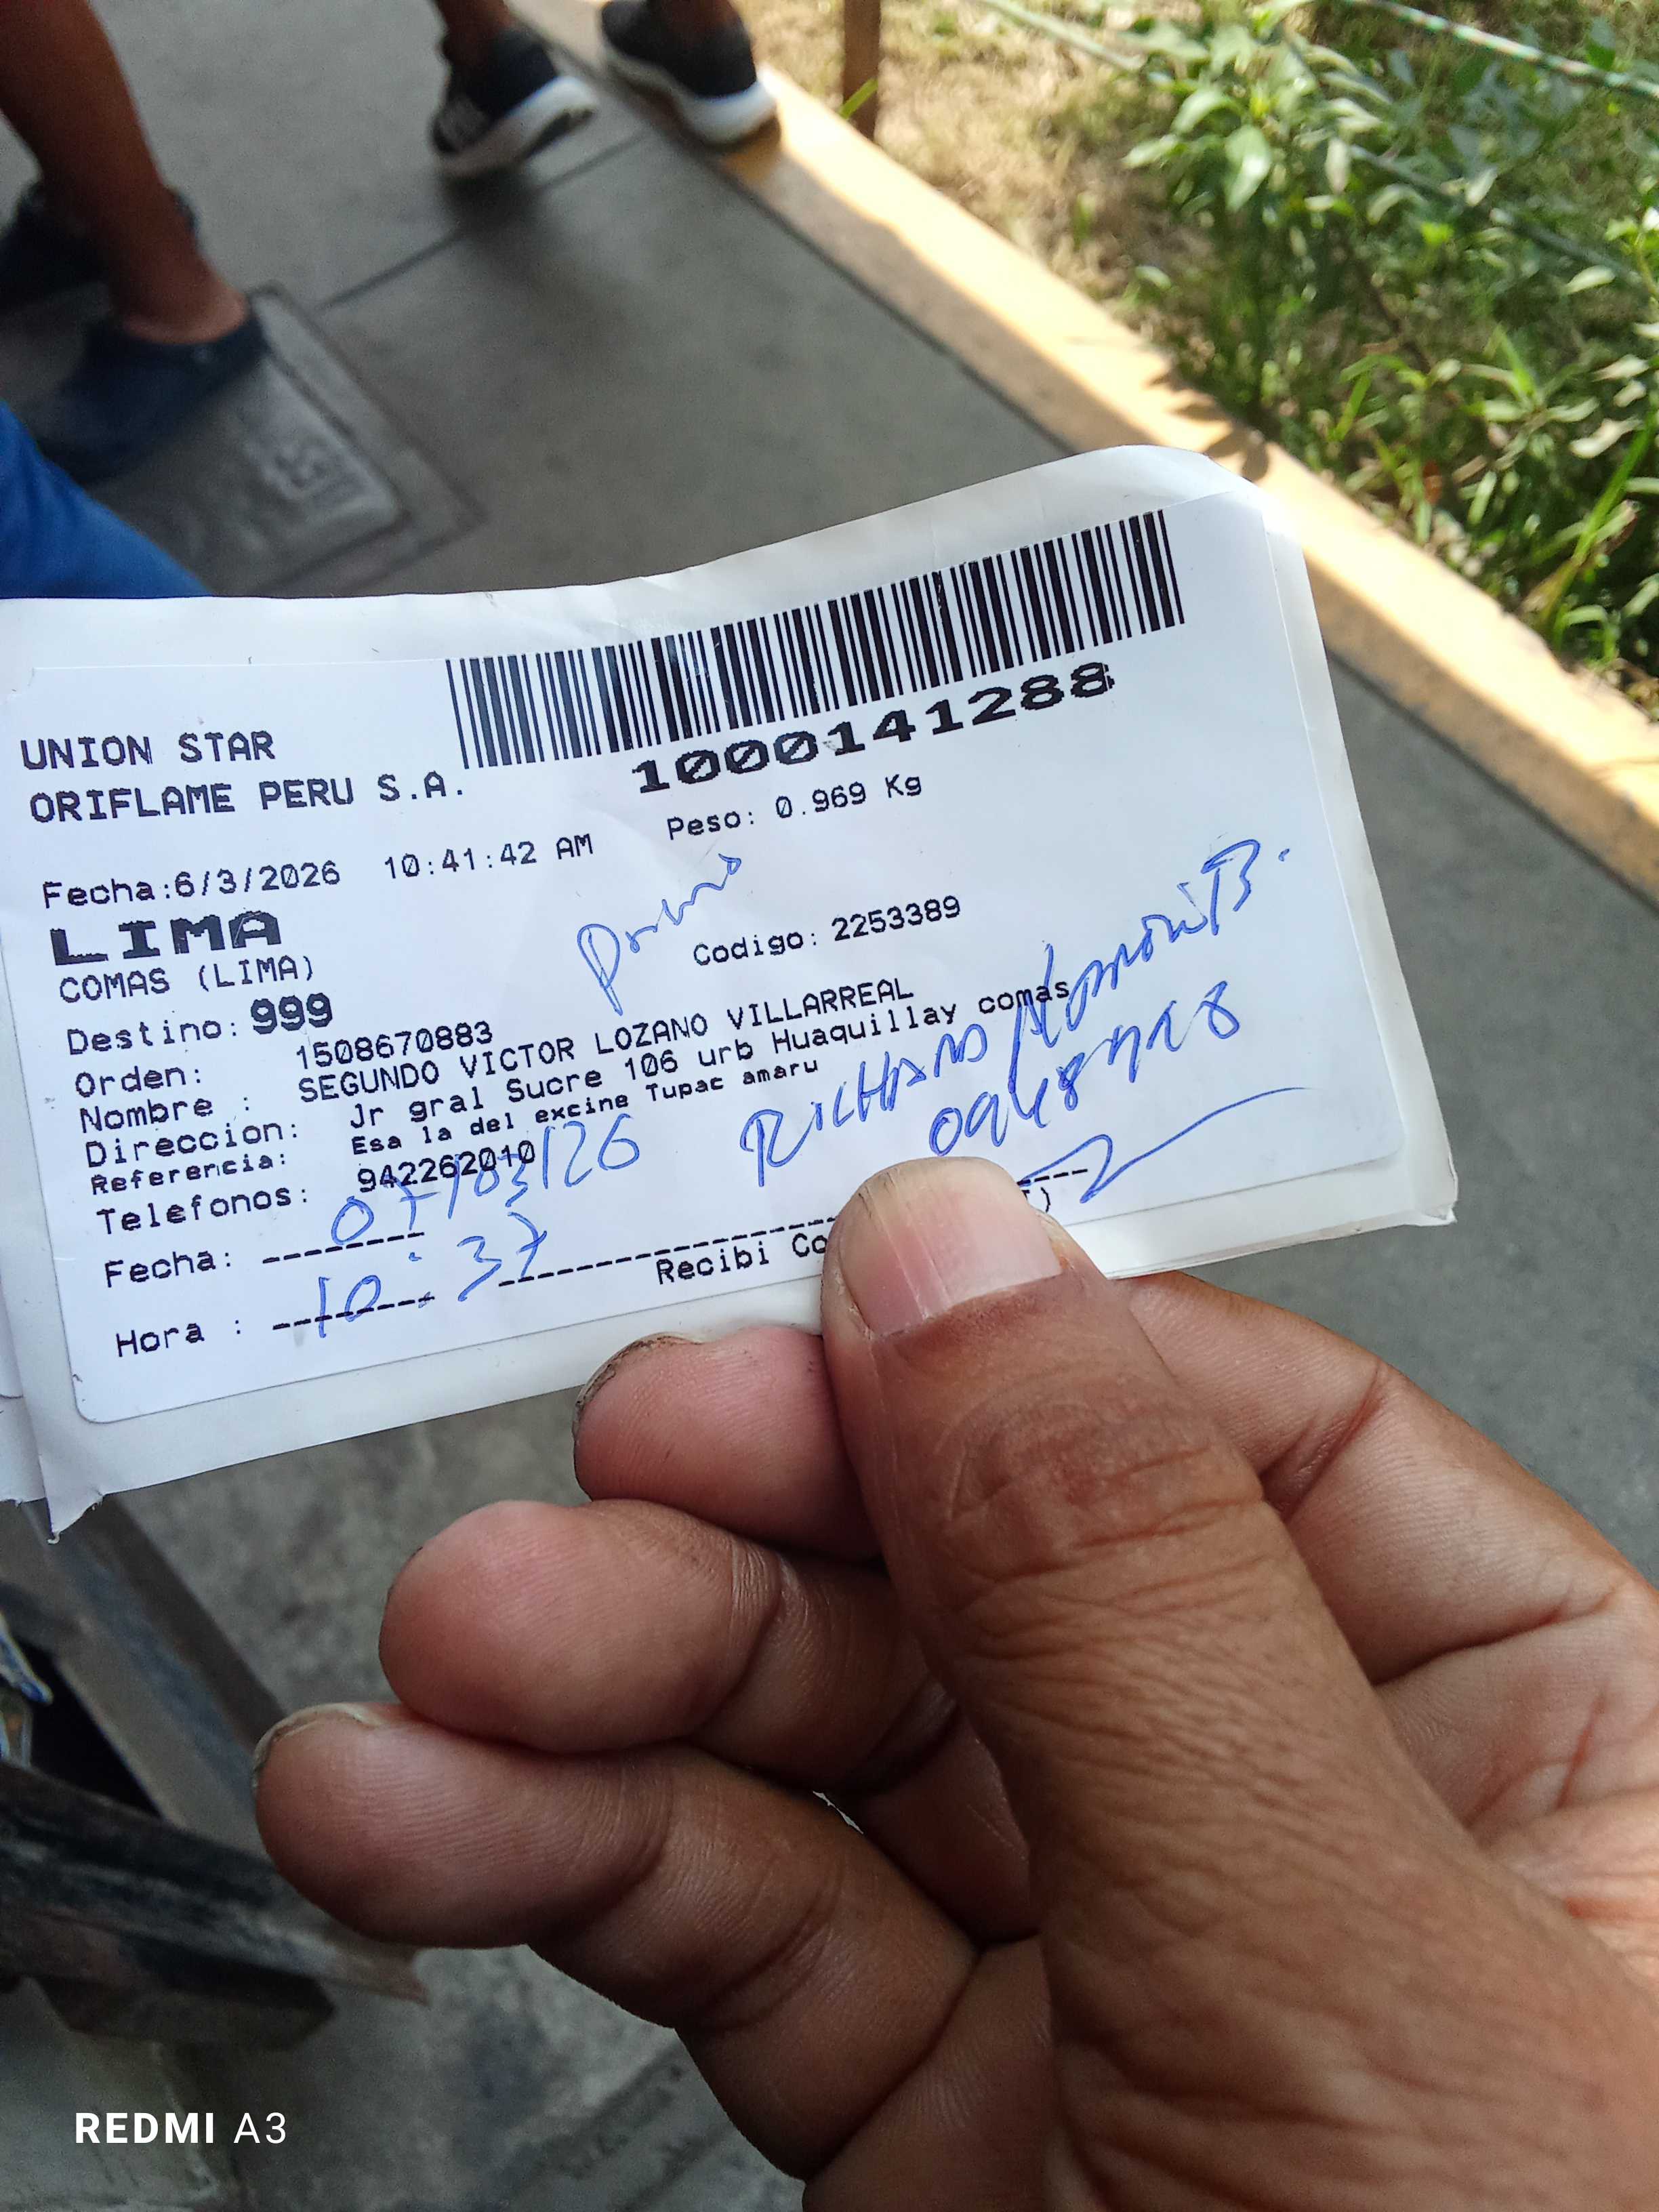 UNION STAR
ORIFLAME PERU S.A.
1000141288
Fecha:6/3/2026 10:41:42 AM Peso: 0.969 Kg
LIMA
COMAS (LIMA) Codigo: 2253389
Destino: 999
Orden: 1508670883
Nombre : SEGUNDO VICTOR LOZANO VILLARREAL
Direccion: Jr gral Sucre 106 urb Huaquillay comas
Referencia: Esa la del excine Tupac amaru
Telefonos: 942262010
RICHARD
Fecha: 07/03/26
Hora : 10:37
Recibi Co
REDMI A3